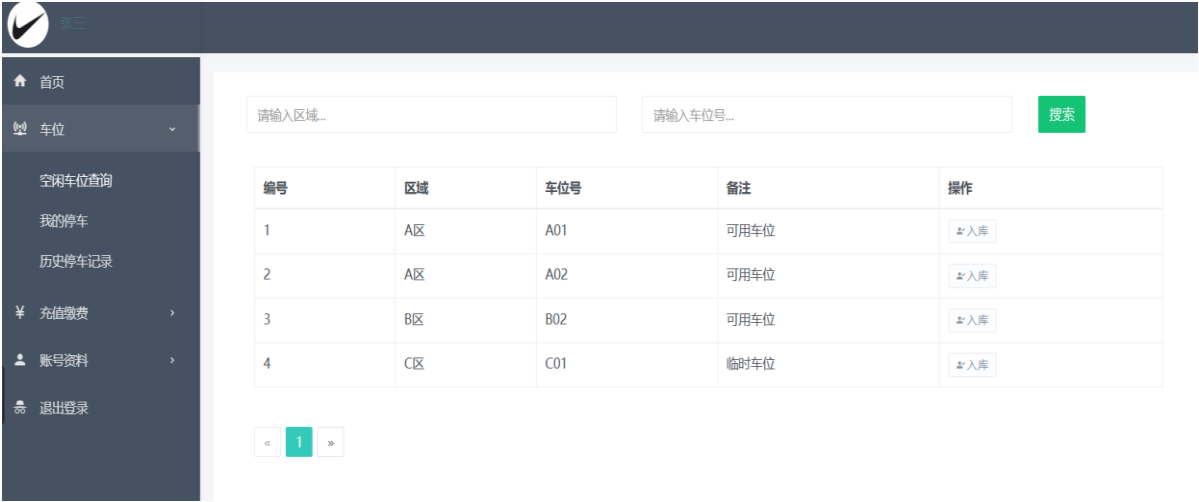 张三
首页
车位
空闲车位查询
我的停车
历史停车记录
¥ 充值缴费
账号资料
退出登录
请输入区域... 请输入车位号... 搜索
编号 区域 车位号 备注 操作
1 A区 A01 可用车位 入库
2 A区 A02 可用车位 入库
3 B区 B02 可用车位 入库
4 C区 C01 临时车位 入库
« 1 »